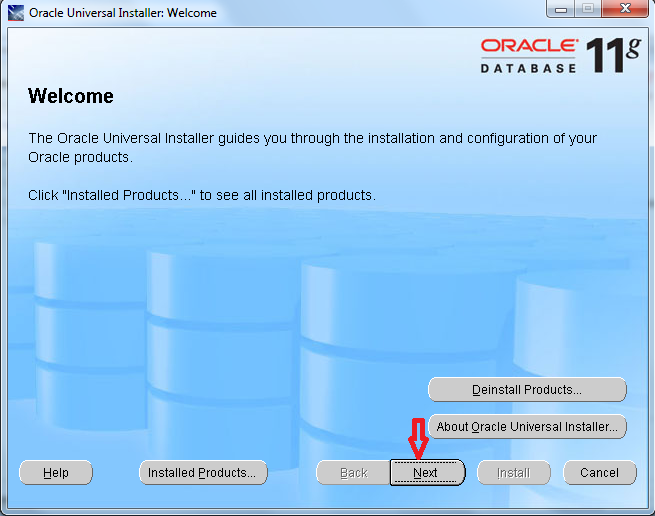 Oracle Universal Installer: Welcome
ORACLE
DATABASE 11g
Welcome
The Oracle Universal Installer guides you through the installation and configuration of your
Oracle products.
Click "Installed Products..." to see all installed products.
Deinstall Products...
About Oracle Universal Installer...
Help Installed Products... Back Next Install Cancel